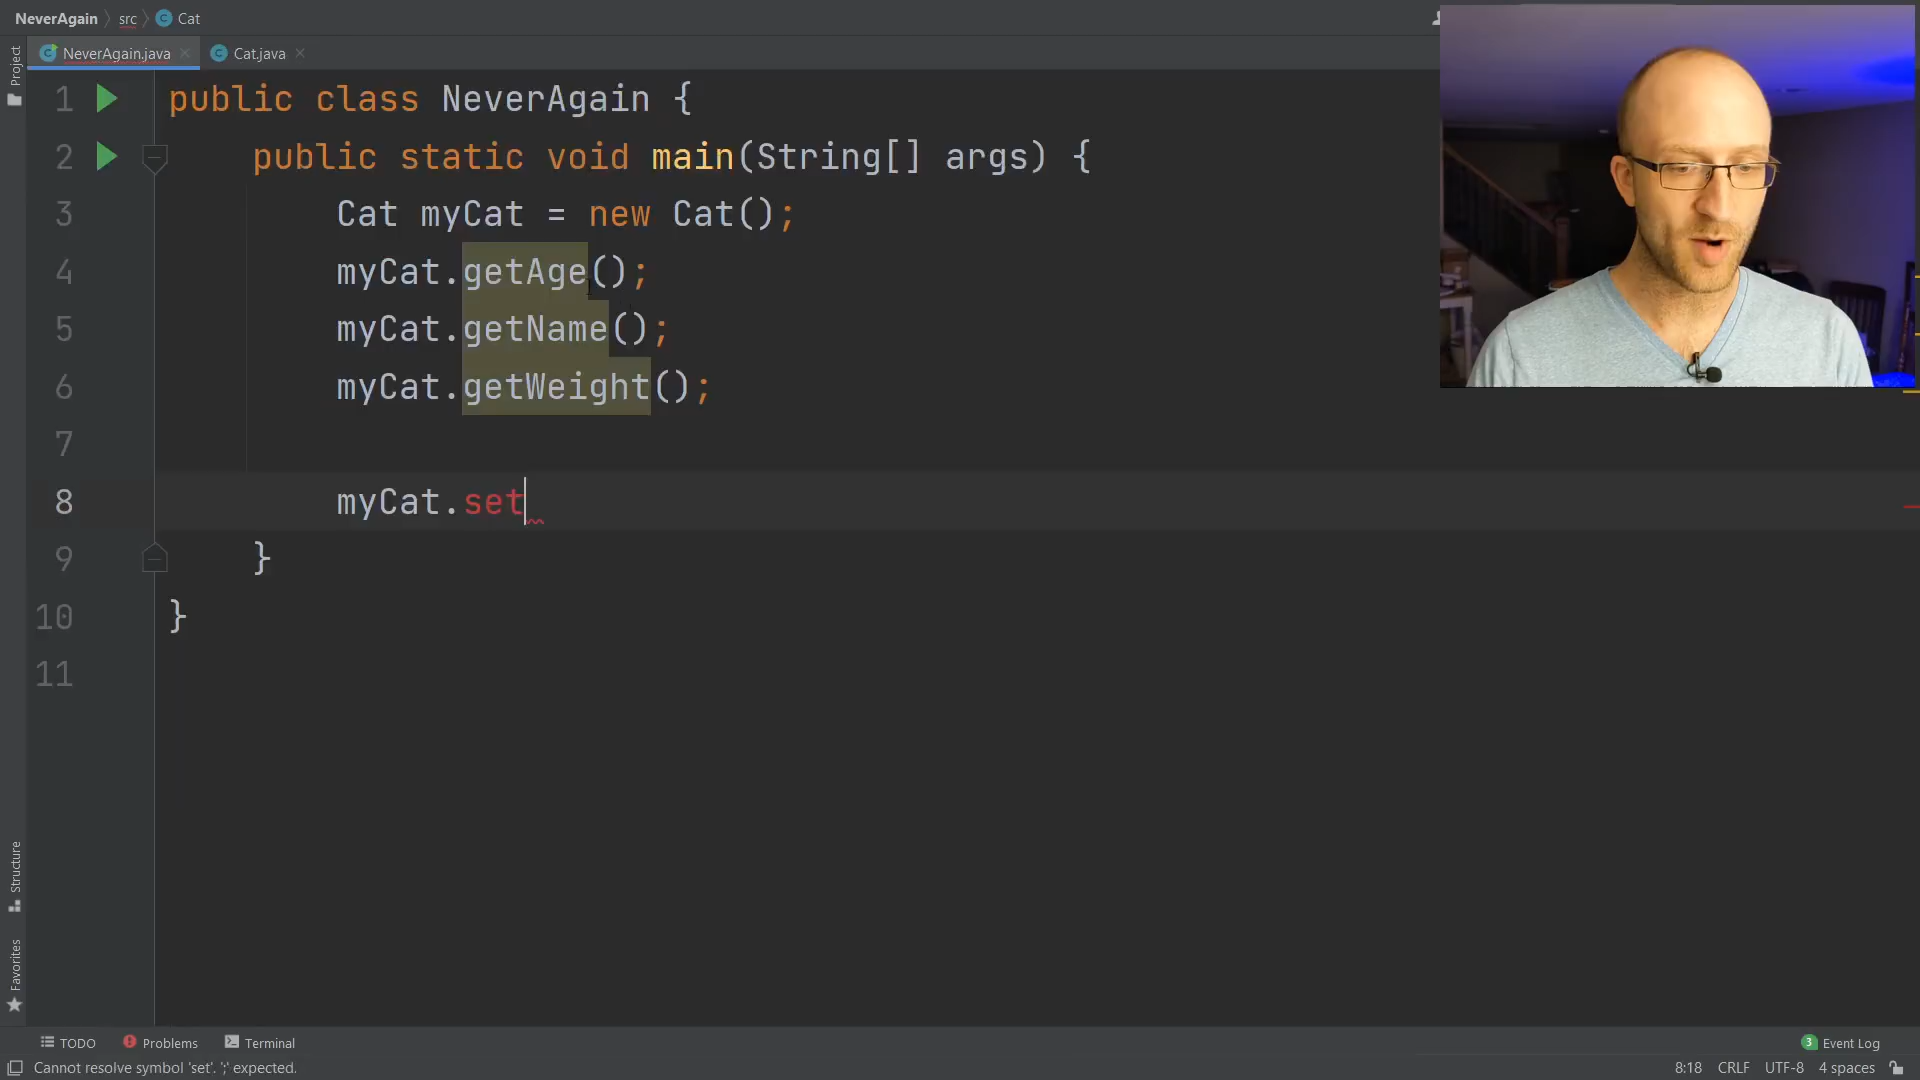 NeverAgain src Cat
NeverAgain.java Cat.java
Project
1 public class NeverAgain {
2 public static void main(String[] args) {
3 Cat myCat = new Cat();
4 myCat.getAge();
5 myCat.getName();
6 myCat.getWeight();
7
8 myCat.set
9 }
10 }
11
Structure
Favorites
TODO Problems Terminal 3 Event Log
Cannot resolve symbol 'set'. ';' expected. 8:18 CRLF UTF-8 4 spaces